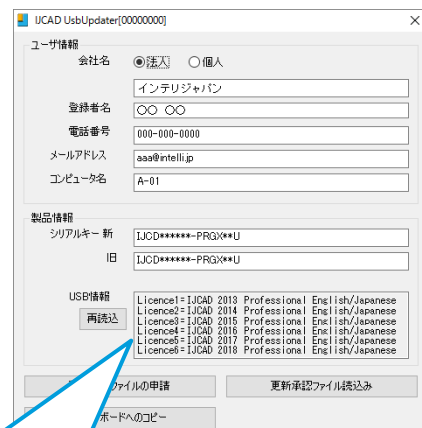 IJCAD UsbUpdater[00000000]
ユーザ情報
会社名 法人 個人
インテリジャパン
登録者名 〇〇 〇〇
電話番号 000-000-0000
メールアドレス aaa@intelli.jp
コンピュータ名 A-01
製品情報
シリアルキー 新 IJCD******-PRGX**U
旧 IJCD******-PRGX**U
USB情報
再読込
Licence1=IJCAD 2013 Professional English/Japanese
Licence2=IJCAD 2014 Professional English/Japanese
Licence3=IJCAD 2015 Professional English/Japanese
Licence4=IJCAD 2016 Professional English/Japanese
Licence5=IJCAD 2017 Professional English/Japanese
Licence6=IJCAD 2018 Professional English/Japanese
ファイルの申請 更新承認ファイル読込み
ボードへのコピー